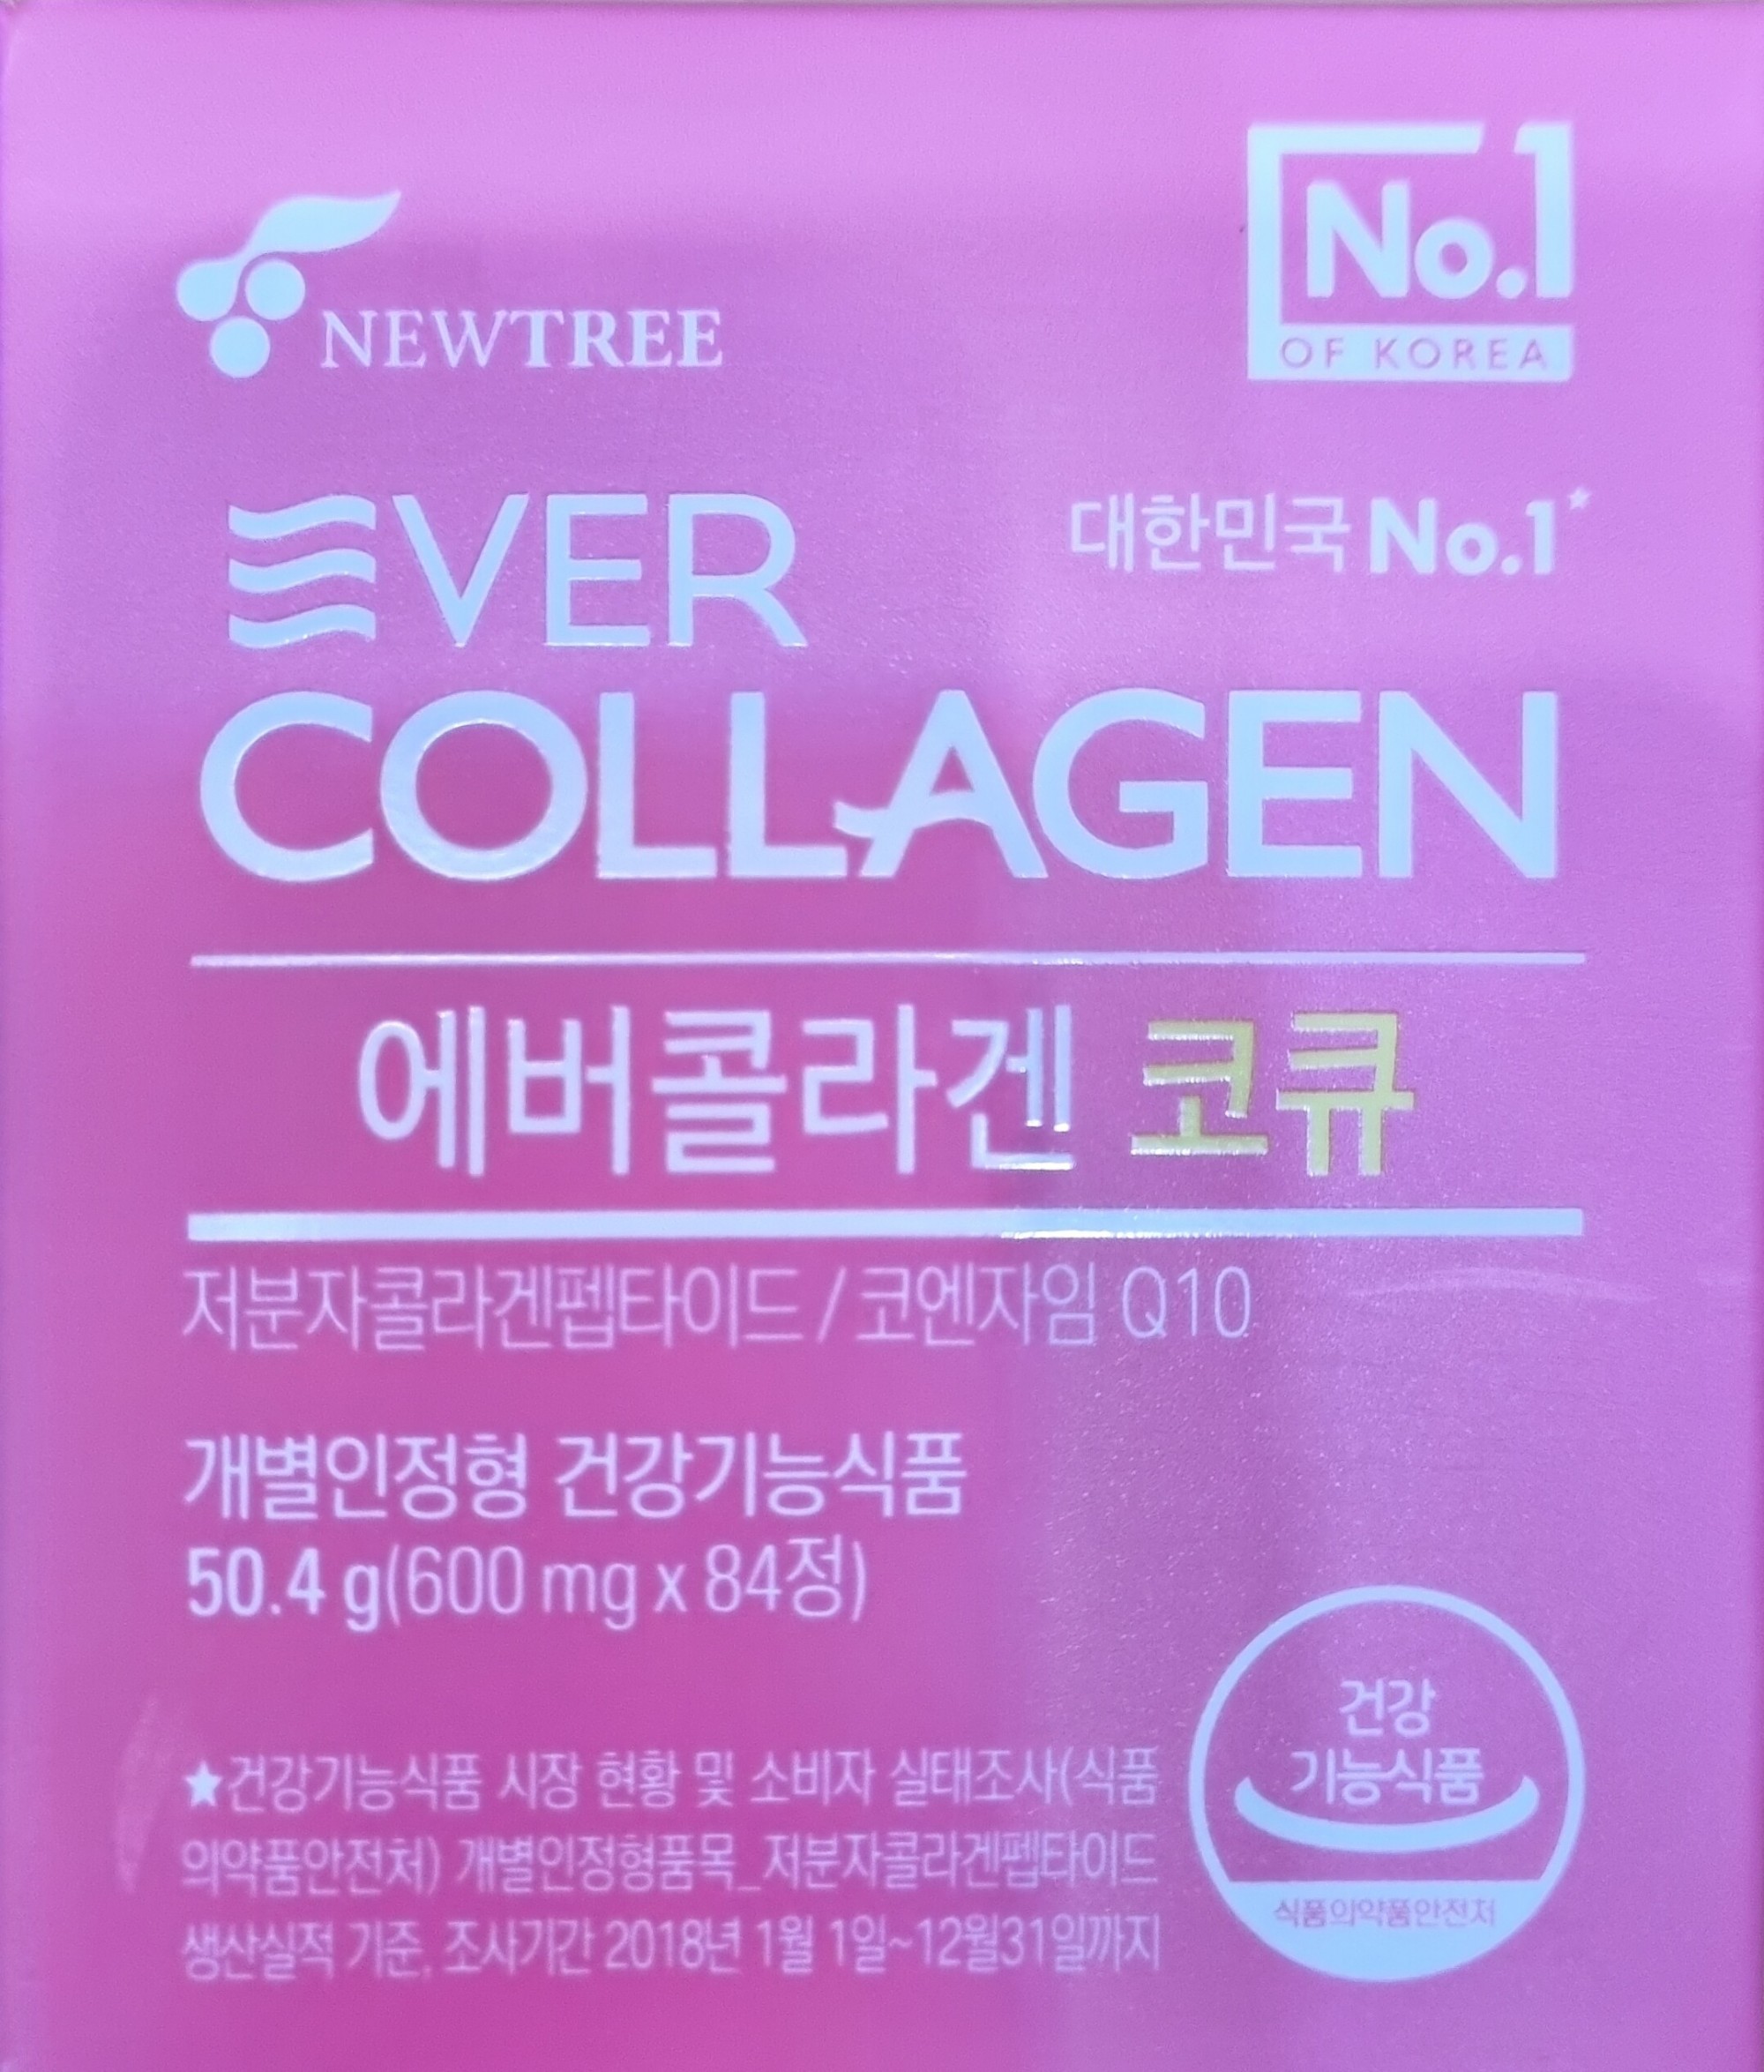 NEWTREE
No.1
OF KOREA
EVER
대한민국 No.1★
COLLAGEN
에버콜라겐 코큐
저분자콜라겐펩타이드 / 코엔자임 Q10
개별인정형 건강기능식품
50.4 g(600 mg x 84정)
★건강기능식품 시장 현황 및 소비자 실태조사(식품
의약품안전처) 개별인정형품목_저분자콜라겐펩타이드
생산실적 기준, 조사기간 2018년 1월 1일~12월31일까지
건강
기능식품
식품의약품안전처